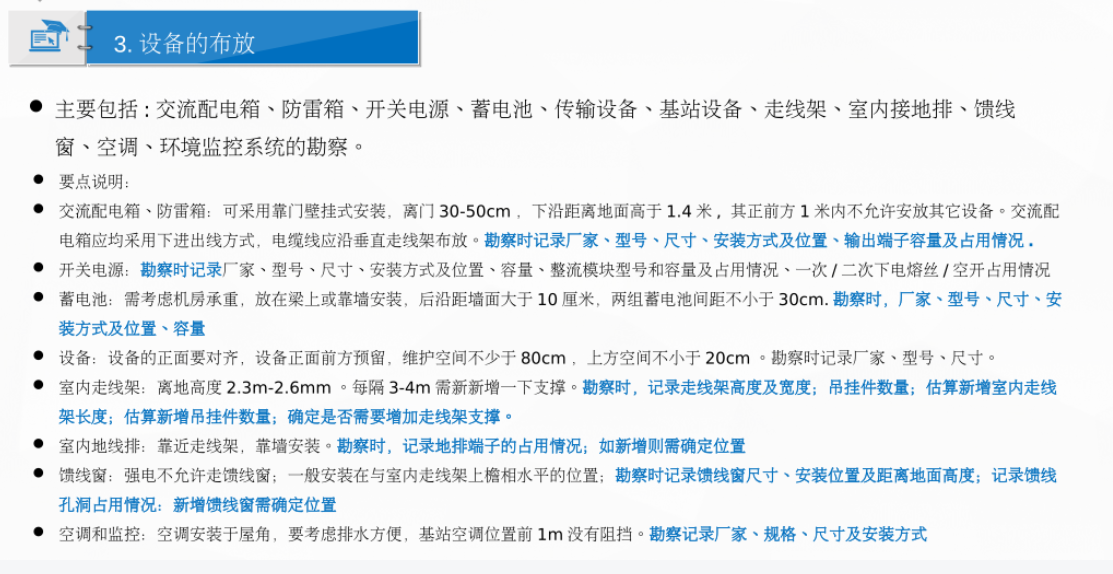 3. 设备的布放
● 主要包括：交流配电箱、防雷箱、开关电源、蓄电池、传输设备、基站设备、走线架、室内接地排、馈线
窗、空调、环境监控系统的勘察。
● 要点说明：
● 交流配电箱、防雷箱：可采用靠门壁挂式安装，离门 30-50cm ，下沿距离地面高于 1.4 米 , 其正前方 1 米内不允许安放其它设备。交流配
电箱应均采用下进出线方式，电缆线应沿垂直走线架布放。勘察时记录厂家、型号、尺寸、安装方式及位置、输出端子容量及占用情况 .
● 开关电源：勘察时记录厂家、型号、尺寸、安装方式及位置、容量、整流模块型号和容量及占用情况、一次 / 二次下电熔丝 / 空开占用情况
● 蓄电池：需考虑机房承重，放在梁上或靠墙安装，后沿距墙面大于 10 厘米，两组蓄电池间距不小于 30cm. 勘察时，厂家、型号、尺寸、安
装方式及位置、容量
● 设备：设备的正面要对齐，设备正面前方预留，维护空间不少于 80cm ，上方空间不小于 20cm 。勘察时记录厂家、型号、尺寸。
● 室内走线架：离地高度 2.3m-2.6mm 。每隔 3-4m 需新新增一下支撑。勘察时，记录走线架高度及宽度；吊挂件数量；估算新增室内走线
架长度；估算新增吊挂件数量；确定是否需要增加走线架支撑。
● 室内地线排：靠近走线架，靠墙安装。勘察时，记录地排端子的占用情况；如新增则需确定位置
● 馈线窗：强电不允许走馈线窗；一般安装在与室内走线架上檐相水平的位置；勘察时记录馈线窗尺寸、安装位置及距离地面高度；记录馈线
孔洞占用情况：新增馈线窗需确定位置
● 空调和监控：空调安装于屋角，要考虑排水方便，基站空调位置前 1m 没有阻挡。勘察记录厂家、规格、尺寸及安装方式